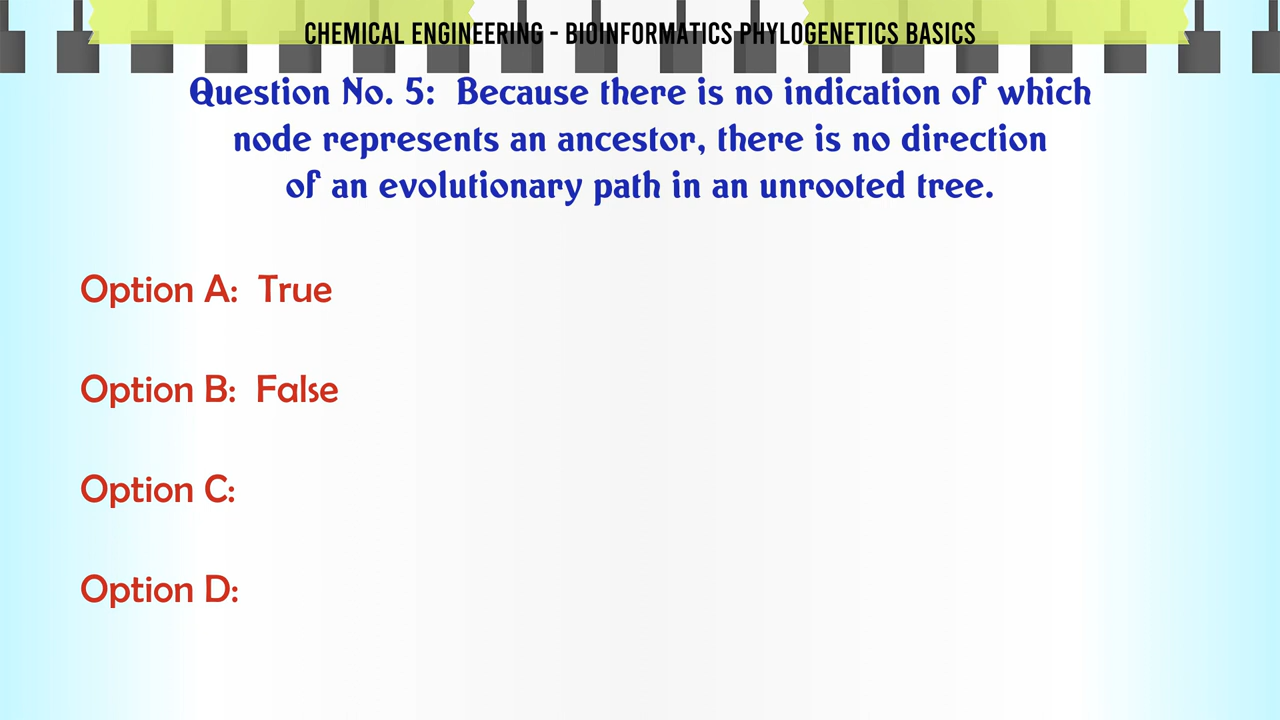 CHEMICAL ENGINEERING - BIOINFORMATICS PHYLOGENETICS BASICS
Question No. 5: Because there is no indication of which
node represents an ancestor, there is no direction
of an evolutionary path in an unrooted tree.
Option A: True
Option B: False
Option C:
Option D: